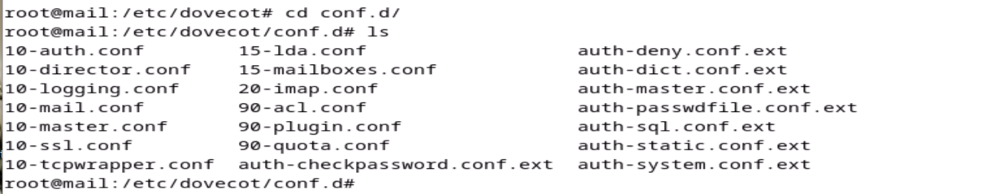 root@mail:/etc/dovecot# cd conf.d/
root@mail:/etc/dovecot/conf.d# ls
10-auth.conf        15-lda.conf                  auth-deny.conf.ext
10-director.conf    15-mailboxes.conf            auth-dict.conf.ext
10-logging.conf     20-imap.conf                 auth-master.conf.ext
10-mail.conf        90-acl.conf                  auth-passwdfile.conf.ext
10-master.conf      90-plugin.conf               auth-sql.conf.ext
10-ssl.conf         90-quota.conf                auth-static.conf.ext
10-tcpwrapper.conf  auth-checkpassword.conf.ext  auth-system.conf.ext
root@mail:/etc/dovecot/conf.d#